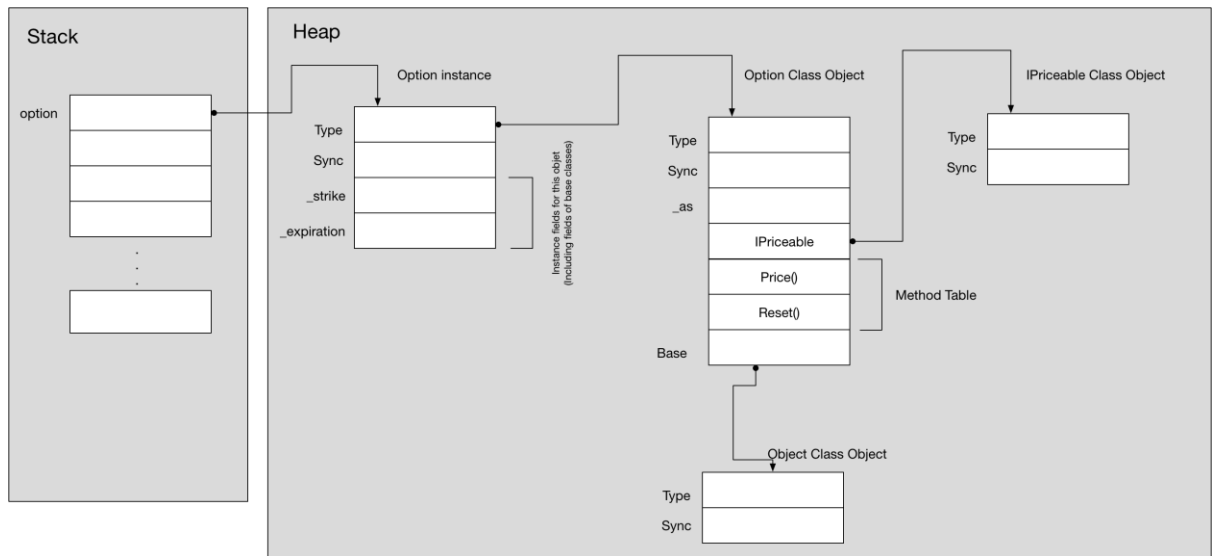 Stack
option
.
.
.
Heap
Option instance
Type
Sync
_strike
_expiration
Instance fields for this objet
(Including fields of base classes)
Option Class Object
Type
Sync
_as
IPriceable
Price()
Reset()
Method Table
Base
IPriceable Class Object
Type
Sync
Object Class Object
Type
Sync